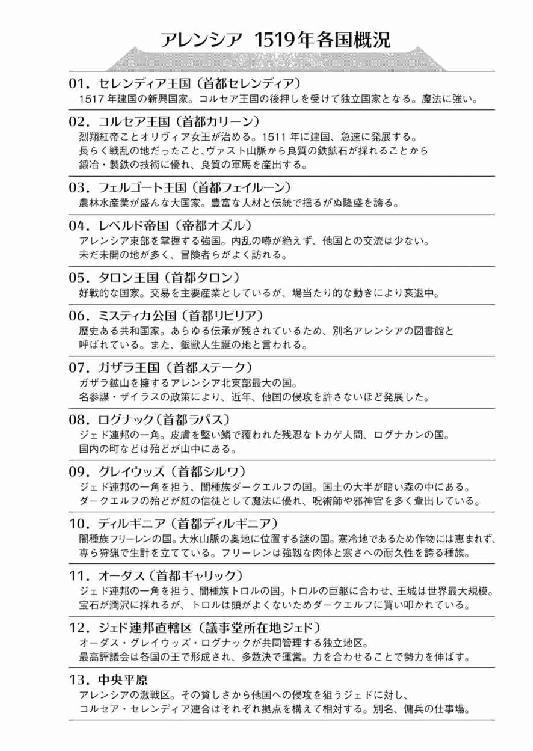 アレンシア 1519年各国概況
01．セレンディア王国（首都セレンディア）
1517年建国の新興国家。コルセア王国の後押しを受けて独立国家となる。魔法に強い。
02．コルセア王国（首都カリーン）
烈翔紅帝ことオリヴィア女王が治める。1511年に建国、急速に発展する。
長らく戦乱の地だったこと、ヴァスト山脈から良質の鉄鉱石が採れることから
鍛冶・製鉄の技術に優れ、良質の軍馬を産出する。
03．フェルゴート王国（首都フェイルーン）
農林水産業が盛んな大国家。豊富な人材と伝統で揺るがぬ隆盛を誇る。
04．レベルド帝国（帝都オズル）
アレンシア東部を掌握する強国。内乱の噂が絶えず、他国との交流は少ない。
未だ未開の地が多く、冒険者らがよく訪れる。
05．タロン王国（首都タロン）
好戦的な国家。交易を主要産業としているが、場当たり的な動きにより衰退中。
06．ミスティカ公国（首都リビリア）
歴史ある共和国家。あらゆる伝承が残されているため、別名アレンシアの図書館と
呼ばれている。また、飯獣人生誕の地と言われる。
07．ガザラ王国（首都ステーク）
ガザラ鉱山を擁するアレンシア北東部最大の国。
名参謀・ザイラスの政策により、近年、他国の侵攻を許さないほど発展した。
08．ログナック（首都ラパス）
ジェド連邦の一角。皮膚を堅い鱗で覆われた残忍なトカゲ人間、ログナカンの国。
国内の町などは殆どが山中にある。
09．グレイウッズ（首都シルワ）
ジェド連邦の一角を担う、闇種族ダークエルフの国。国土の大半が暗い森の中にある。
ダークエルフの殆どが紅の信徒として魔法に優れ、呪術師や邪神官を多く輩出している。
10．ディルギニア（首都ディルギニア）
闇種族フリーレンの国。大氷山脈の奥地に位置する謎の国。寒冷地であるため作物には恵まれず、
専ら狩猟で生計を立てている。フリーレンは強靱な肉体と寒さへの耐久性を誇る種族。
11．オーダス（首都ギャリック）
ジェド連邦の一角を担う、闇種族トロルの国。トロルの巨躯に合わせ、王城は世界最大規模。
宝石が潤沢に採れるが、トロルは頭がよくないためダークエルフに買い叩かれている。
12．ジェド連邦直轄区（議事堂所在地ジェド）
オーダス・グレイウッズ・ログナックが共同管理する独立地区。
最高評議会は各国の王で形成され、多数決で運営。力を合わせることで勢力を伸ばす。
13．中央平原
アレンシアの激戦区。その貧しさから他国への侵攻を狙うジェドに対し、
コルセア・セレンディア連合はそれぞれ拠点を構えて相対する。別名、傭兵の仕事場。